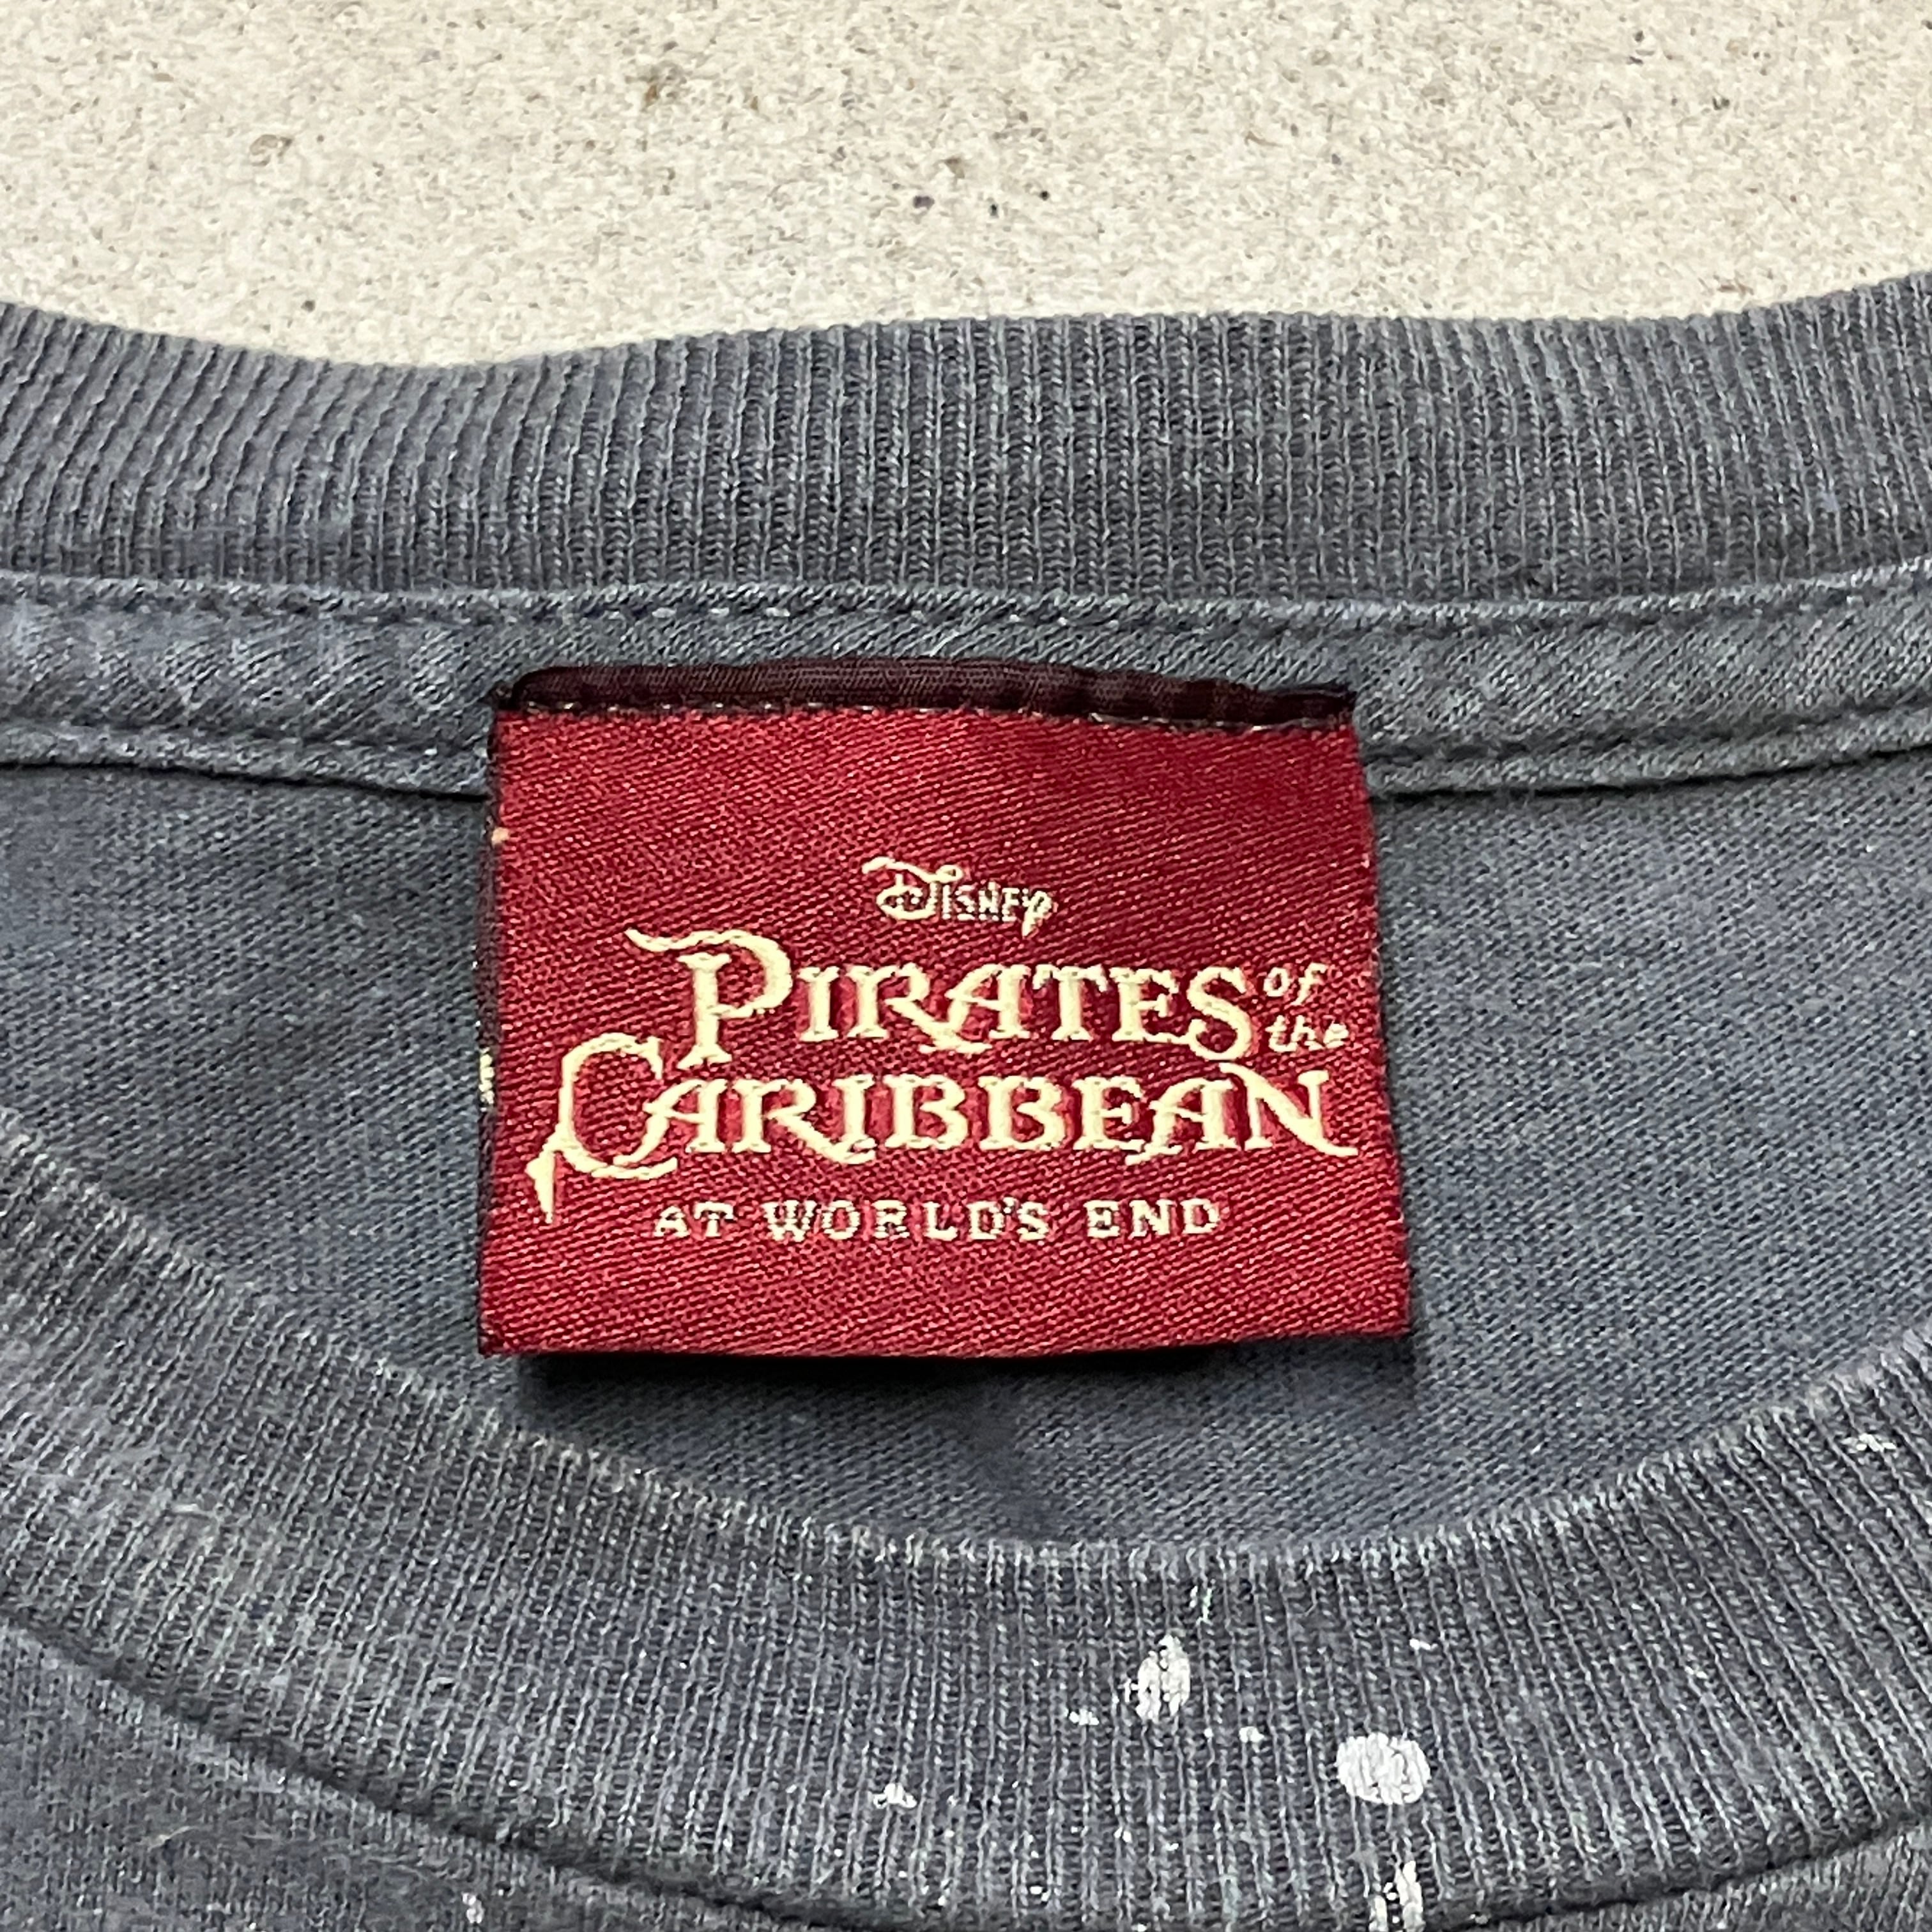 Disney
PIRATES of the
CARIBBEAN
AT WORLD'S END